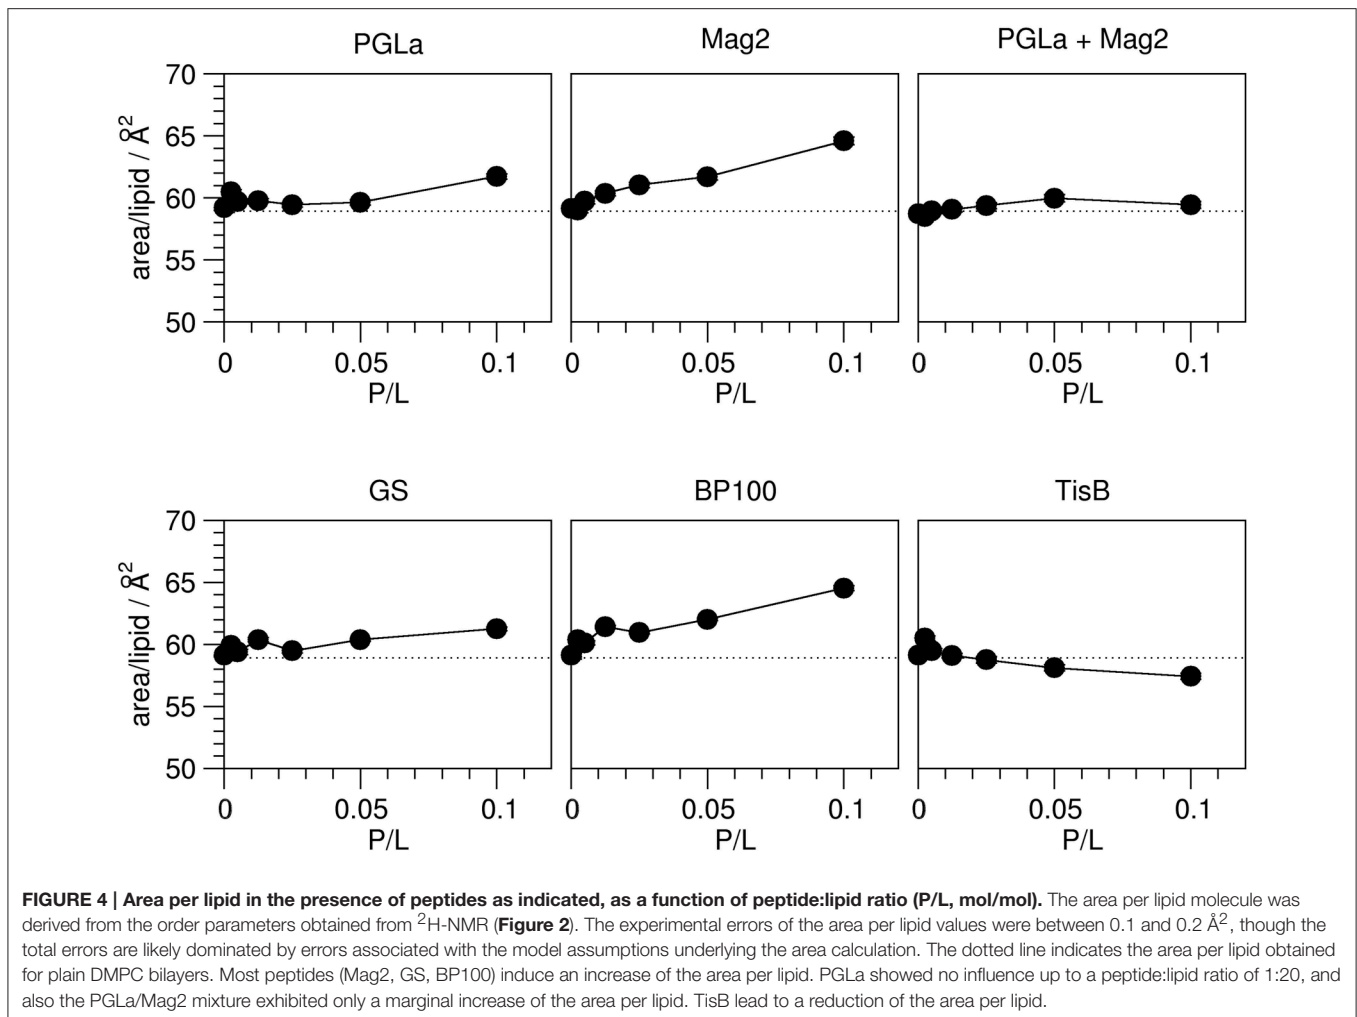 PGLa
Mag2
PGLa + Mag2
70
65
60
55
50
area/lipid / Å²
0 0.05 0.1
P/L
0 0.05 0.1
P/L
0 0.05 0.1
P/L
GS
BP100
TisB
70
65
60
55
50
area/lipid / Å²
0 0.05 0.1
P/L
0 0.05 0.1
P/L
0 0.05 0.1
P/L
FIGURE 4 | Area per lipid in the presence of peptides as indicated, as a function of peptide:lipid ratio (P/L, mol/mol). The area per lipid molecule was
derived from the order parameters obtained from ²H-NMR (Figure 2). The experimental errors of the area per lipid values were between 0.1 and 0.2 Å², though the
total errors are likely dominated by errors associated with the model assumptions underlying the area calculation. The dotted line indicates the area per lipid obtained
for plain DMPC bilayers. Most peptides (Mag2, GS, BP100) induce an increase of the area per lipid. PGLa showed no influence up to a peptide:lipid ratio of 1:20, and
also the PGLa/Mag2 mixture exhibited only a marginal increase of the area per lipid. TisB lead to a reduction of the area per lipid.